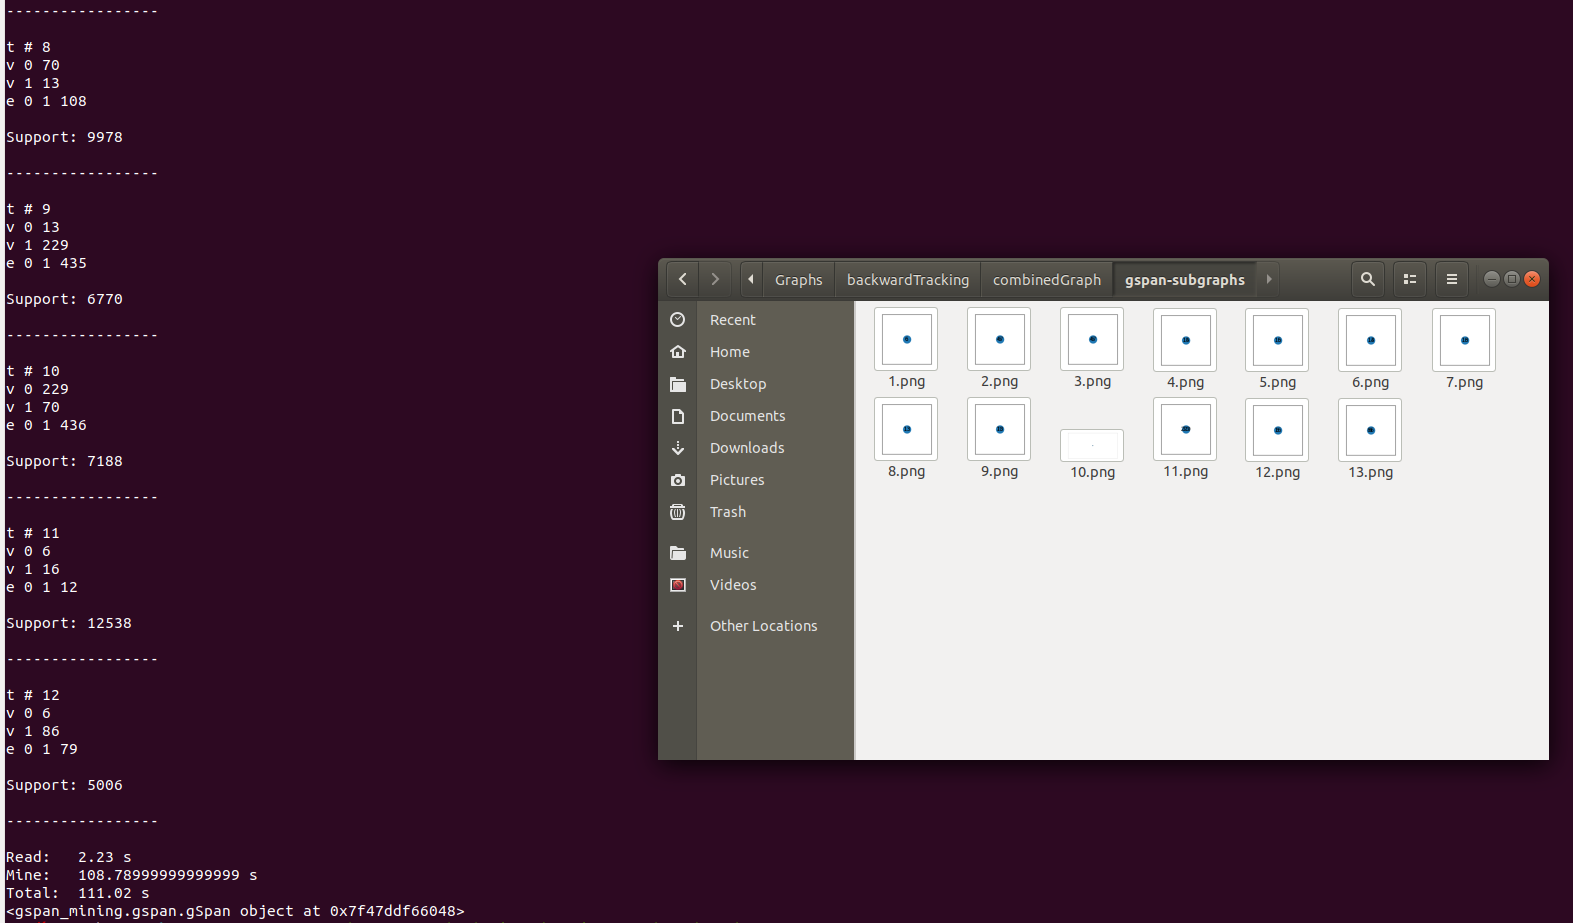 -----------------
t # 8
v 0 70
v 1 13
e 0 1 108
Support: 9978
-----------------
t # 9
v 0 13
v 1 229
e 0 1 435
Support: 6770
-----------------
t # 10
v 0 229
v 1 70
e 0 1 436
Support: 7188
-----------------
t # 11
v 0 6
v 1 16
e 0 1 12
Support: 12538
-----------------
t # 12
v 0 6
v 1 86
e 0 1 79
Support: 5006
-----------------
Read: 2.23 s
Mine: 108.78999999999999 s
Total: 111.02 s
<gspan_mining.gspan.gSpan object at 0x7f47ddf66048>
Graphs backwardTracking combinedGraph gspan-subgraphs
Recent
Home
Desktop
Documents
Downloads
Pictures
Trash
Music
Videos
Other Locations
1.png 2.png 3.png 4.png 5.png 6.png 7.png
8.png 9.png 10.png 11.png 12.png 13.png